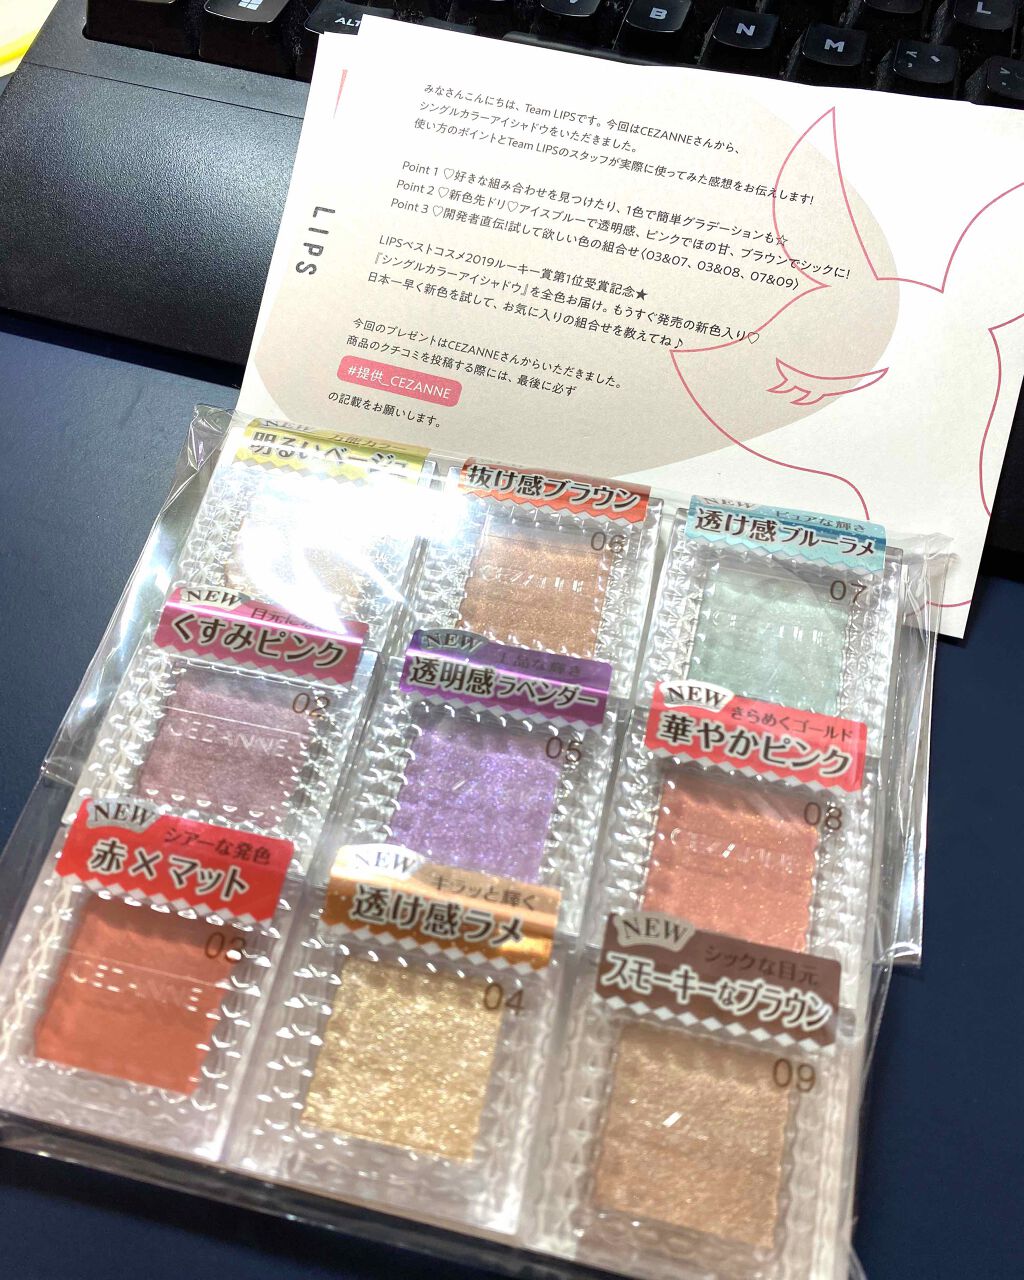 ALT
B
N
M
L
みなさんこんにちは、Team LIPSです。今回はCEZANNEさんから、
シングルカラーアイシャドウをいただきました。
使い方のポイントとTeam LIPSのスタッフが実際に使ってみた感想をお伝えします!
Point 1 ♡好きな組み合わせを見つけたり、1色で簡単グラデーションも☆
Point 2 ♡新色先ドリ♡アイスブルーで透明感、ピンクでほの甘、ブラウンでシックに!
Point 3 ♡開発者直伝!試して欲しい色の組合せ〈03&07、03&08、07&09〉
LIPS
LIPSベストコスメ2019ルーキー賞第1位受賞記念★
『シングルカラーアイシャドウ』を全色お届け。もうすぐ発売の新色入り♡
日本一早く新色を試して、お気に入りの組合せを教えてね♪
今回のプレゼントはCEZANNEさんからいただきました。
商品のクチコミを投稿する際には、最後に必ず
#提供_CEZANNE
の記載をお願いします。
NEW 万能カラー
明るいベージュ
抜け感ブラウン
06
CEZANNE
NEW ピュアな輝き
透け感ブルーラメ
07
NEW
くすみピンク
02
CEZANNE
NEW 上品な輝き
透明感ラベンダー
05
NEW きらめくゴールド
華やかピンク
08
CEZANNE
NEW シアーな発色
赤×マット
03
CEZANNE
NEW キラッと輝く
透け感ラメ
04
NEW シックな目元
スモーキーなブラウン
09